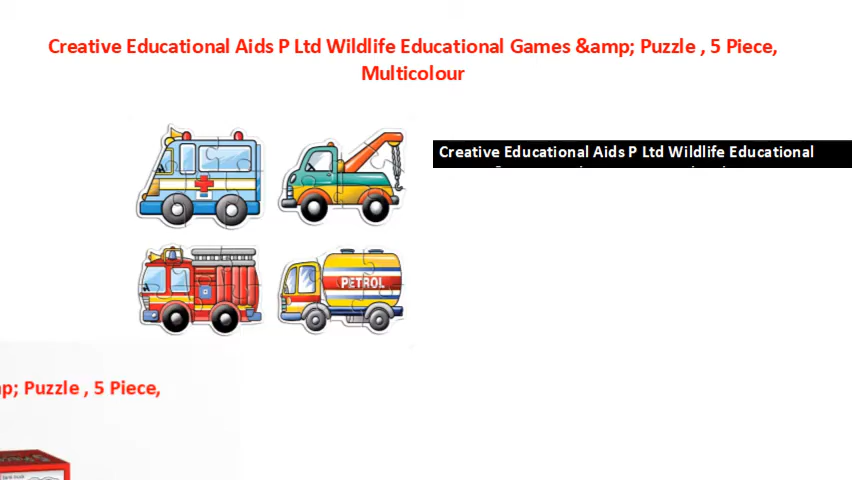 Creative Educational Aids P Ltd Wildlife Educational Games &amp; Puzzle , 5 Piece,
Multicolour
Creative Educational Aids P Ltd Wildlife Educational
PETROL
; Puzzle , 5 Piece,